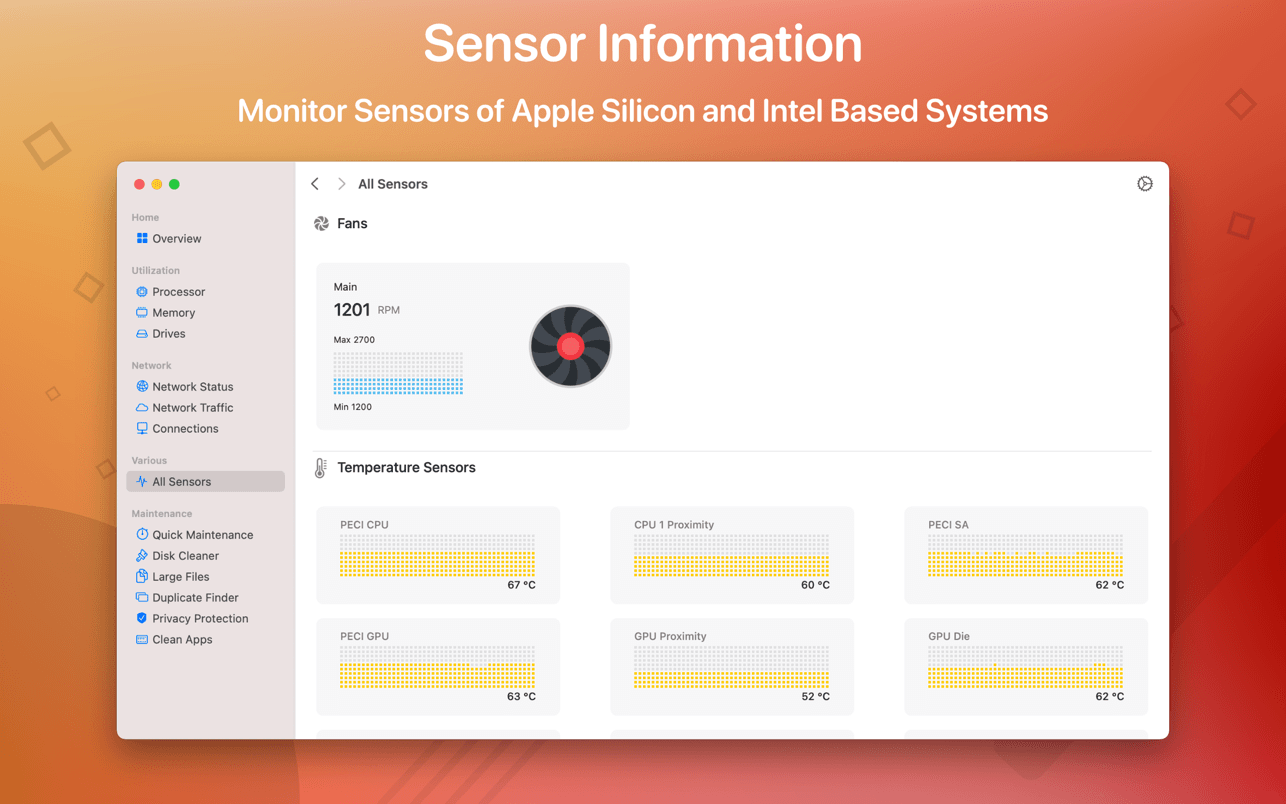 Sensor Information
Monitor Sensors of Apple Silicon and Intel Based Systems
Home
Overview
Utilization
Processor
Memory
Drives
Network
Network Status
Network Traffic
Connections
Various
All Sensors
Maintenance
Quick Maintenance
Disk Cleaner
Large Files
Duplicate Finder
Privacy Protection
Clean Apps
All Sensors
Fans
Main
1201 RPM
Max 2700
Min 1200
Temperature Sensors
PECI CPU
67 °C
CPU 1 Proximity
60 °C
PECI SA
62 °C
PECI GPU
63 °C
GPU Proximity
52 °C
GPU Die
62 °C